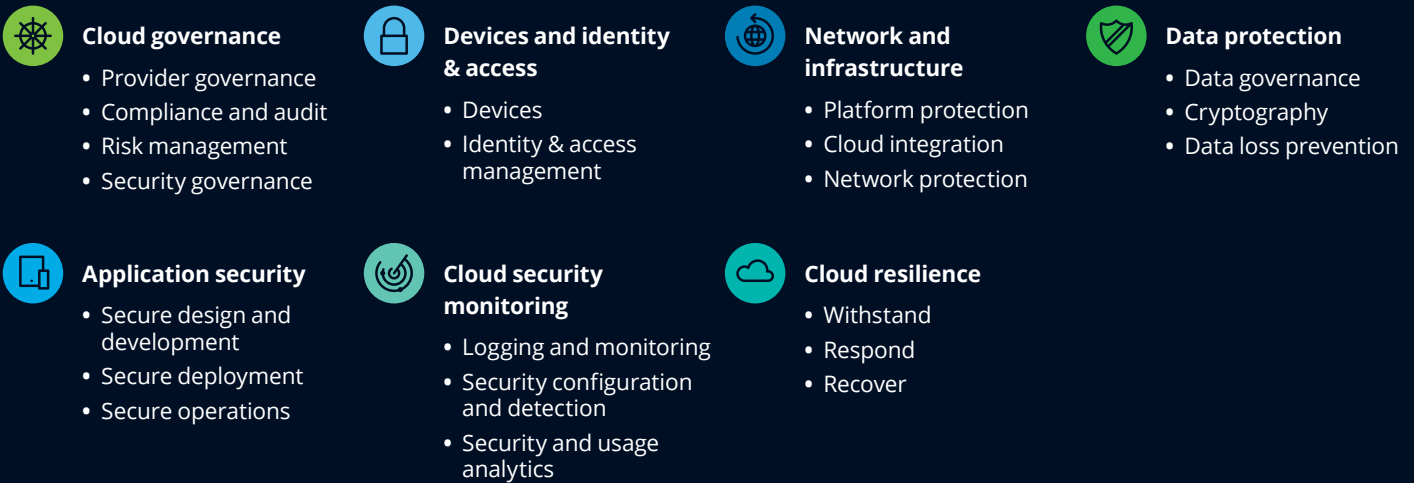 Cloud governance
• Provider governance
• Compliance and audit
• Risk management
• Security governance
Devices and identity
& access
• Devices
• Identity & access
management
Network and
infrastructure
• Platform protection
• Cloud integration
• Network protection
Data protection
• Data governance
• Cryptography
• Data loss prevention
Application security
• Secure design and
development
• Secure deployment
• Secure operations
Cloud security
monitoring
• Logging and monitoring
• Security configuration
and detection
• Security and usage
analytics
Cloud resilience
• Withstand
• Respond
• Recover